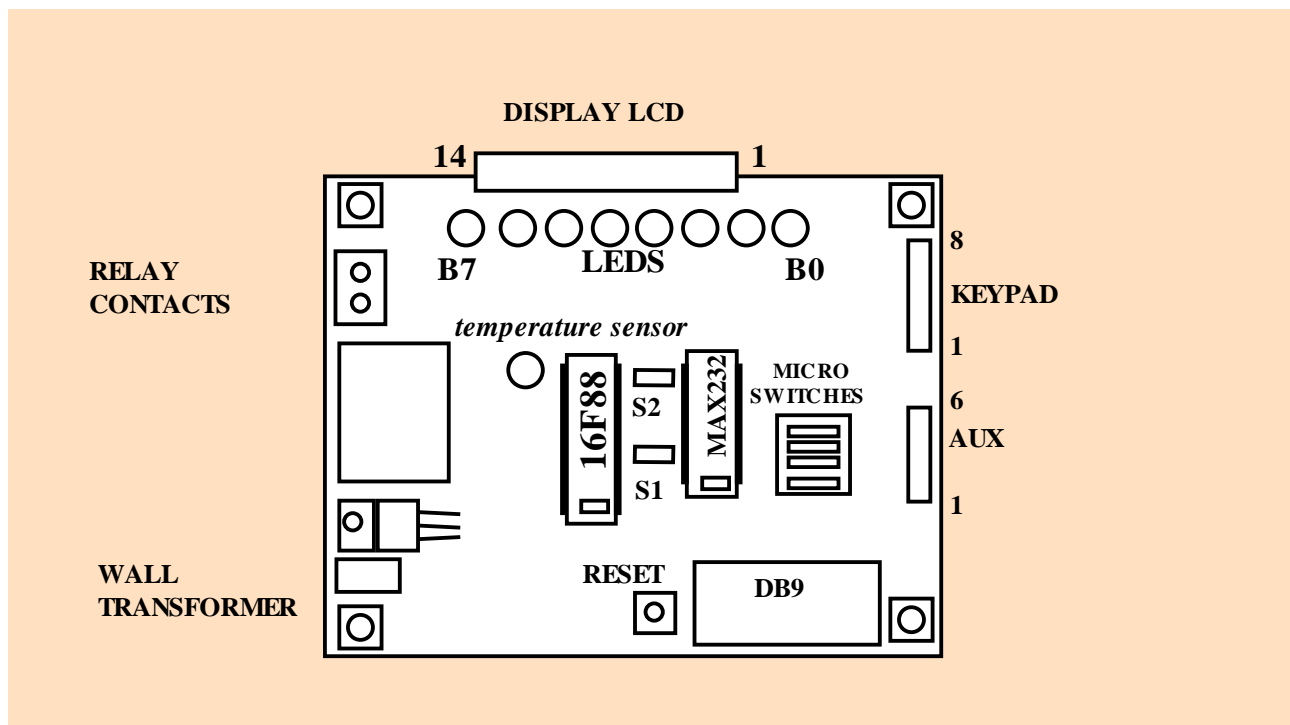 DISPLAY LCD
14
1
B7
LEDS
B0
8
KEYPAD
1
RELAY
CONTACTS
temperature sensor
16F88
S2
S1
MAX232
MICRO
SWITCHES
6
AUX
1
WALL
TRANSFORMER
RESET
DB9